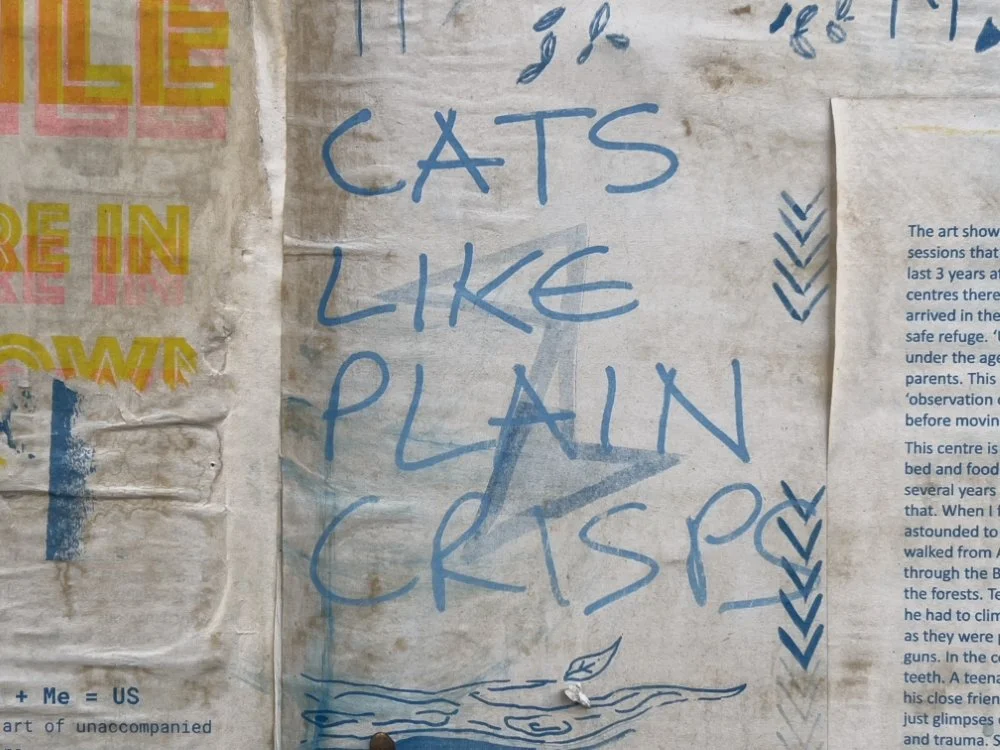 RE IN
OWN
+ Me = US
art of unaccompanied
CATS
LIKE
PLAIN
CRISPS
The art show
sessions that
last 3 years
centres there
arrived in the
safe refuge.
under the age
parents. This
‘observation
before movin
This centre is
bed and food
several years
that. When I
astounded to
walked from
through the B
the forests. Te
he had to clim
as they were
guns. In the c
teeth. A teena
his close frien
just glimpses
and trauma. S